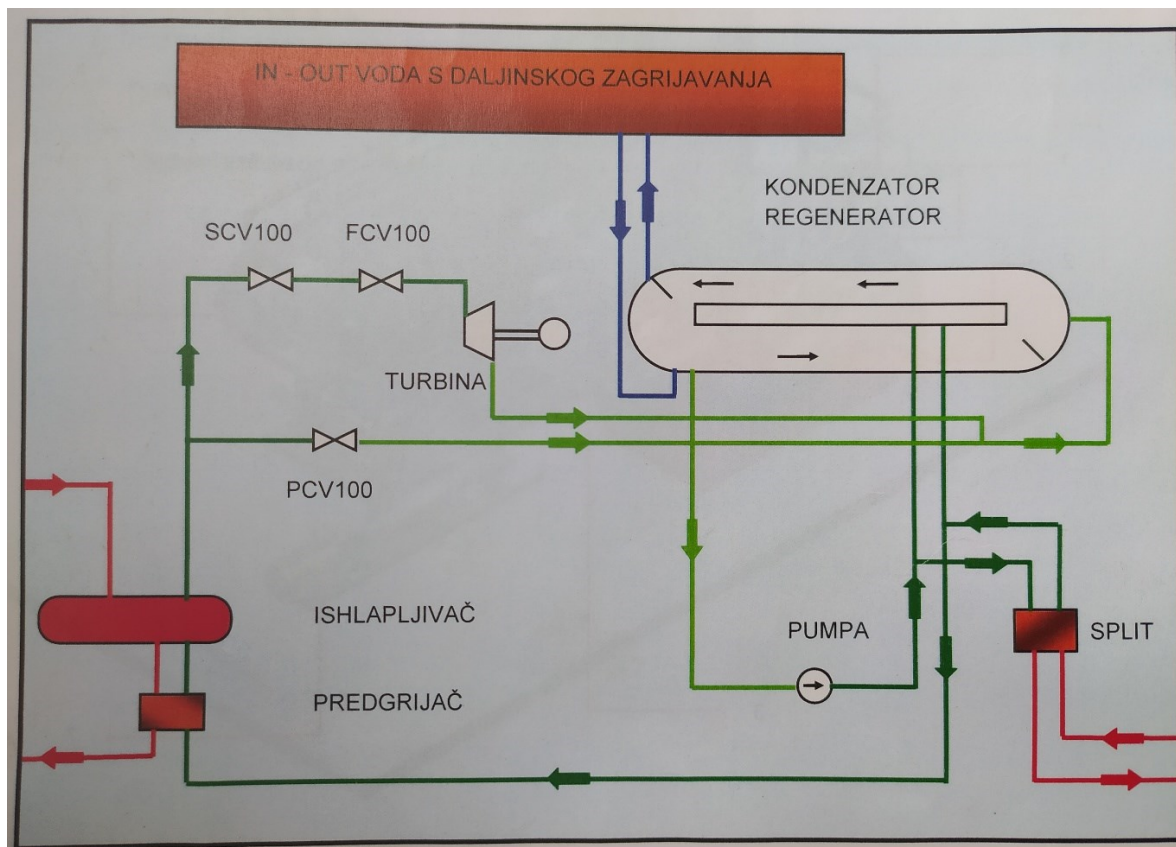 IN - OUT VODA S DALJINSKOG ZAGRIJAVANJA
KONDENZATOR
REGENERATOR
SCV100
FCV100
TURBINA
PCV100
ISHLAPLJIVAČ
PUMPA
SPLIT
PREDGRIJAČ